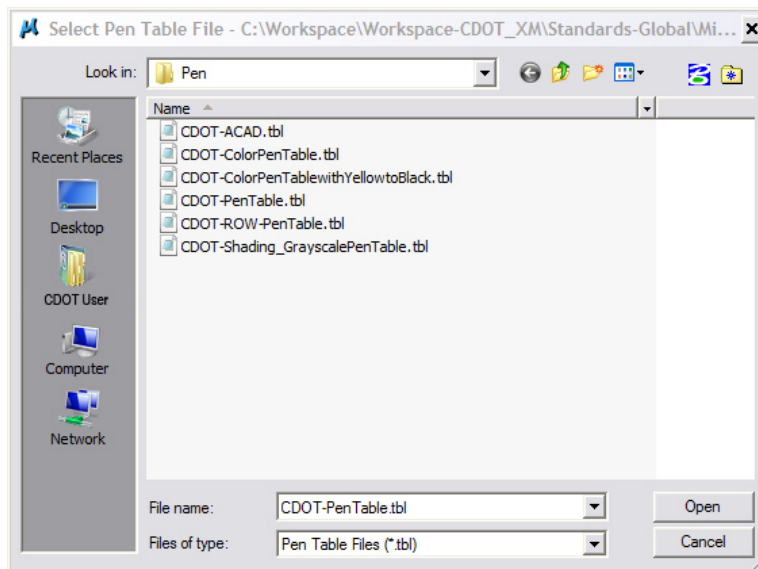 Select Pen Table File - C:\Workspace\Workspace-CDOT_XM\Standards-Global\Mi...
Look in: Pen
Name
CDOT-ACAD.tbl
CDOT-ColorPenTable.tbl
CDOT-ColorPenTablewithYellowtoBlack.tbl
CDOT-PenTable.tbl
CDOT-ROW-PenTable.tbl
CDOT-Shading_GrayscalePenTable.tbl
Recent Places
Desktop
CDOT User
Computer
Network
File name: CDOT-PenTable.tbl Open
Files of type: Pen Table Files (*.tbl) Cancel